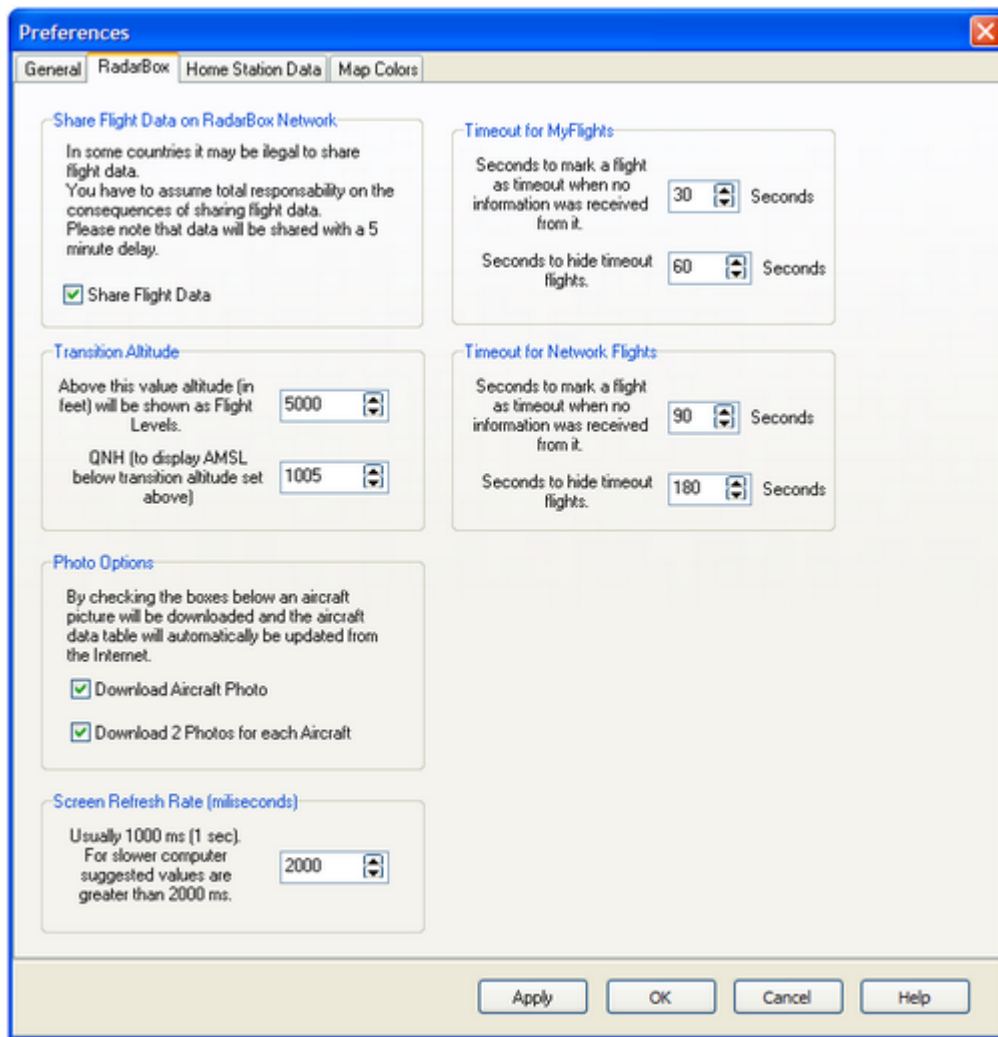 Preferences
General RadarBox Home Station Data Map Colors
Share Flight Data on RadarBox Network
In some countries it may be ilegal to share
flight data.
You have to assume total responsability on the
consequences of sharing flight data.
Please note that data will be shared with a 5
minute delay.
Share Flight Data
Transition Altitude
Above this value altitude (in
feet) will be shown as Flight
Levels.
5000
QNH (to display AMSL
below transition altitude set
above)
1005
Photo Options
By checking the boxes below an aircraft
picture will be downloaded and the aircraft
data table will automatically be updated from
the Internet.
Download Aircraft Photo
Download 2 Photos for each Aircraft
Screen Refresh Rate (miliseconds)
Usually 1000 ms (1 sec).
For slower computer
suggested values are
greater than 2000 ms.
2000
Timeout for MyFlights
Seconds to mark a flight
as timeout when no
information was received
from it.
30 Seconds
Seconds to hide timeout
flights.
60 Seconds
Timeout for Network Flights
Seconds to mark a flight
as timeout when no
information was received
from it.
90 Seconds
Seconds to hide timeout
flights.
180 Seconds
Apply OK Cancel Help